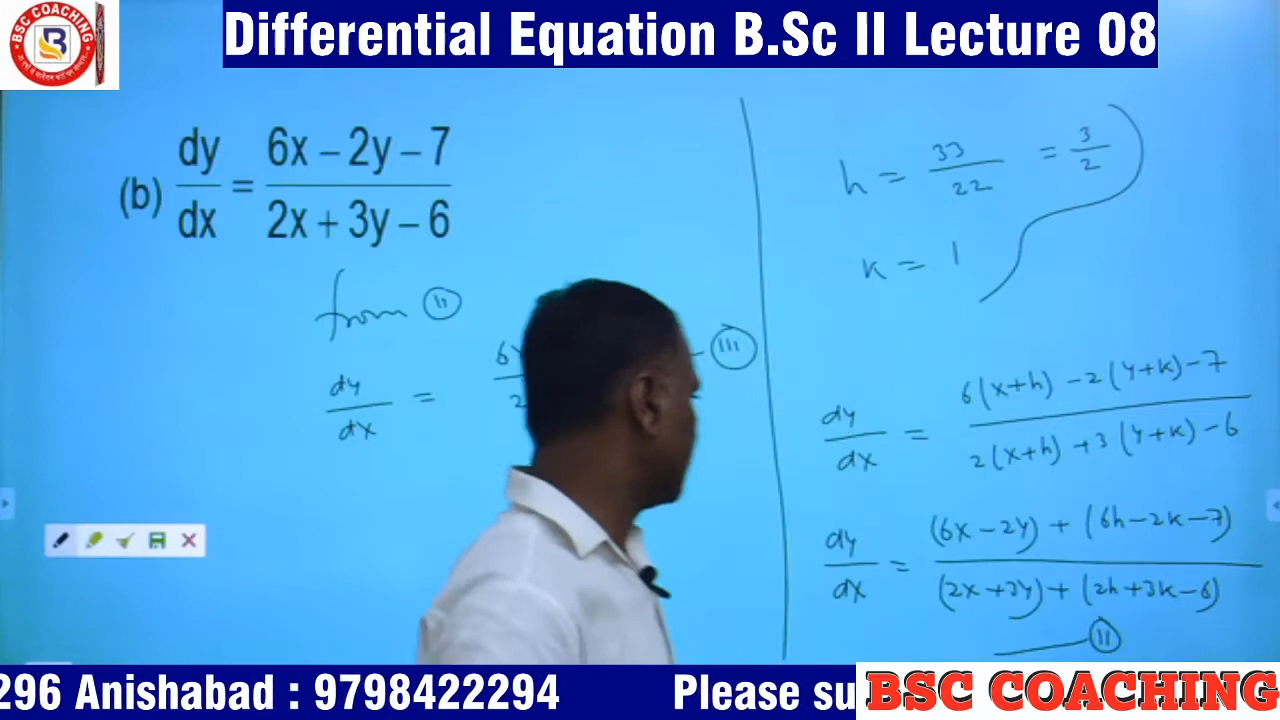 BSC COACHING
Differential Equation B.Sc II Lecture 08
(b) dy/dx = (6x – 2y – 7)/(2x + 3y – 6)
from (II)
dy/dx =
(III)
h = 33/22 = 3/2
k = 1
dy/dx = (6(x+h) – 2(y+k) – 7)/(2(x+h) + 3(y+k) – 6)
dy/dx = ((6x – 2y) + (6h – 2k – 7))/((2x + 3y) + (2h + 3k – 6))
(II)
296 Anishabad : 9798422294 Please su
BSC COACHING